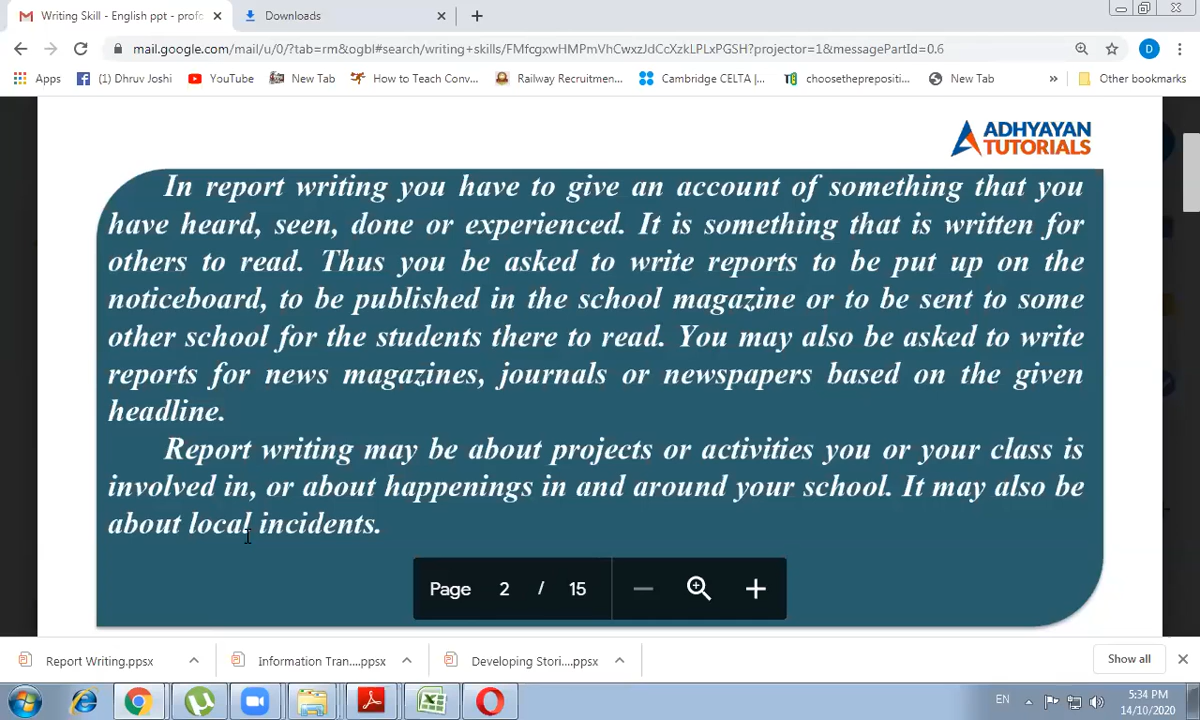 Writing Skill - English ppt - profo
Downloads
mail.google.com/mail/u/0/?tab=rm&ogbl#search/writing+skills/FMfcgxwHMPmVhCwxzJdCcXzkLPLxPGSH?projector=1&messagePartId=0.6
D
Apps
(1) Dhruv Joshi
YouTube
New Tab
How to Teach Conv...
Railway Recruitmen...
Cambridge CELTA |...
choosetheprepositi...
New Tab
Other bookmarks
ADHYAYAN
TUTORIALS
In report writing you have to give an account of something that you
have heard, seen, done or experienced. It is something that is written for
others to read. Thus you be asked to write reports to be put up on the
noticeboard, to be published in the school magazine or to be sent to some
other school for the students there to read. You may also be asked to write
reports for news magazines, journals or newspapers based on the given
headline.
Report writing may be about projects or activities you or your class is
involved in, or about happenings in and around your school. It may also be
about local incidents.
Page 2 / 15
Report Writing.ppsx
Information Tran....ppsx
Developing Stori....ppsx
Show all
EN
5:34 PM
14/10/2020